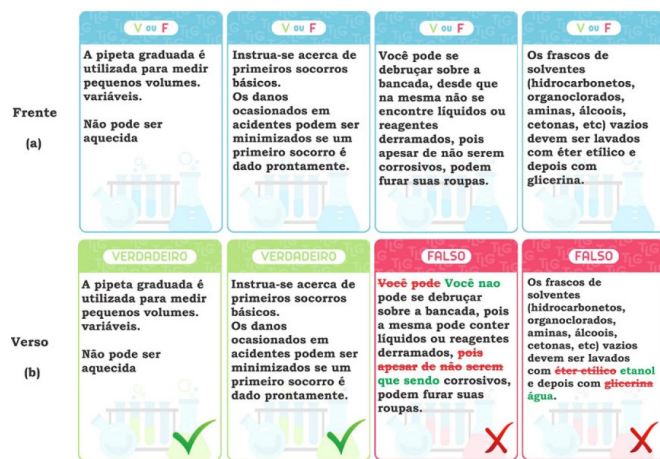 V OU F
A pipeta graduada é
utilizada para medir
pequenos volumes.
variáveis.
Não pode ser
aquecida
V OU F
Instrua-se acerca de
primeiros socorros
básicos.
Os danos
ocasionados em
acidentes podem ser
minimizados se um
primeiro socorro é
dado prontamente.
V OU F
Você pode se
debruçar sobre a
bancada, desde que
na mesma não se
encontre líquidos ou
reagentes
derramados, pois
apesar de não serem
corrosivos, podem
furar suas roupas.
V OU F
Os frascos de
solventes
(hidrocarbonetos,
organoclorados,
aminas, álcoois,
cetonas, etc) vazios
devem ser lavados
com éter etílico e
depois com
glicerina.
Frente
(a)
VERDADEIRO
A pipeta graduada é
utilizada para medir
pequenos volumes.
variáveis.
Não pode ser
aquecida
VERDADEIRO
Instrua-se acerca de
primeiros socorros
básicos.
Os danos
ocasionados em
acidentes podem ser
minimizados se um
primeiro socorro é
dado prontamente.
FALSO
Você pode Você nao
pode se debruçar
sobre a bancada, pois
a mesma pode conter
líquidos ou reagentes
derramados, pois
apesar de não serem
que sendo corrosivos,
podem furar suas
roupas.
FALSO
Os frascos de
solventes
(hidrocarbonetos,
organoclorados,
aminas, álcoois,
cetonas, etc) vazios
devem ser lavados
com éter etílico etanol
e depois com glicerina
água.
Verso
(b)